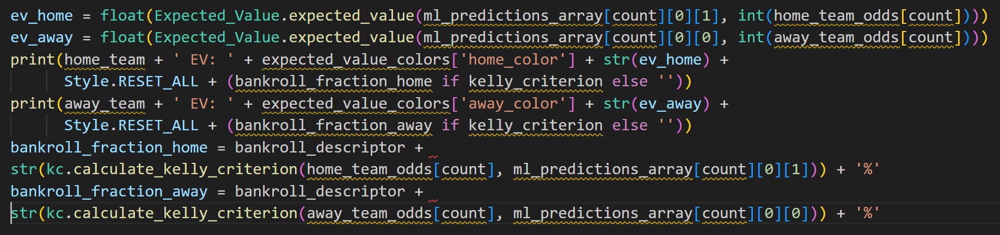 ev_home = float(Expected_Value.expected_value(ml_predictions_array[count][0][1], int(home_team_odds[count])))
ev_away = float(Expected_Value.expected_value(ml_predictions_array[count][0][0], int(away_team_odds[count])))
print(home_team + ' EV: ' + expected_value_colors['home_color'] + str(ev_home) +
      Style.RESET_ALL + (bankroll_fraction_home if kelly_criterion else ''))
print(away_team + ' EV: ' + expected_value_colors['away_color'] + str(ev_away) +
      Style.RESET_ALL + (bankroll_fraction_away if kelly_criterion else ''))
bankroll_fraction_home = bankroll_descriptor +
str(kc.calculate_kelly_criterion(home_team_odds[count], ml_predictions_array[count][0][1])) + '%'
bankroll_fraction_away = bankroll_descriptor +
str(kc.calculate_kelly_criterion(away_team_odds[count], ml_predictions_array[count][0][0])) + '%'